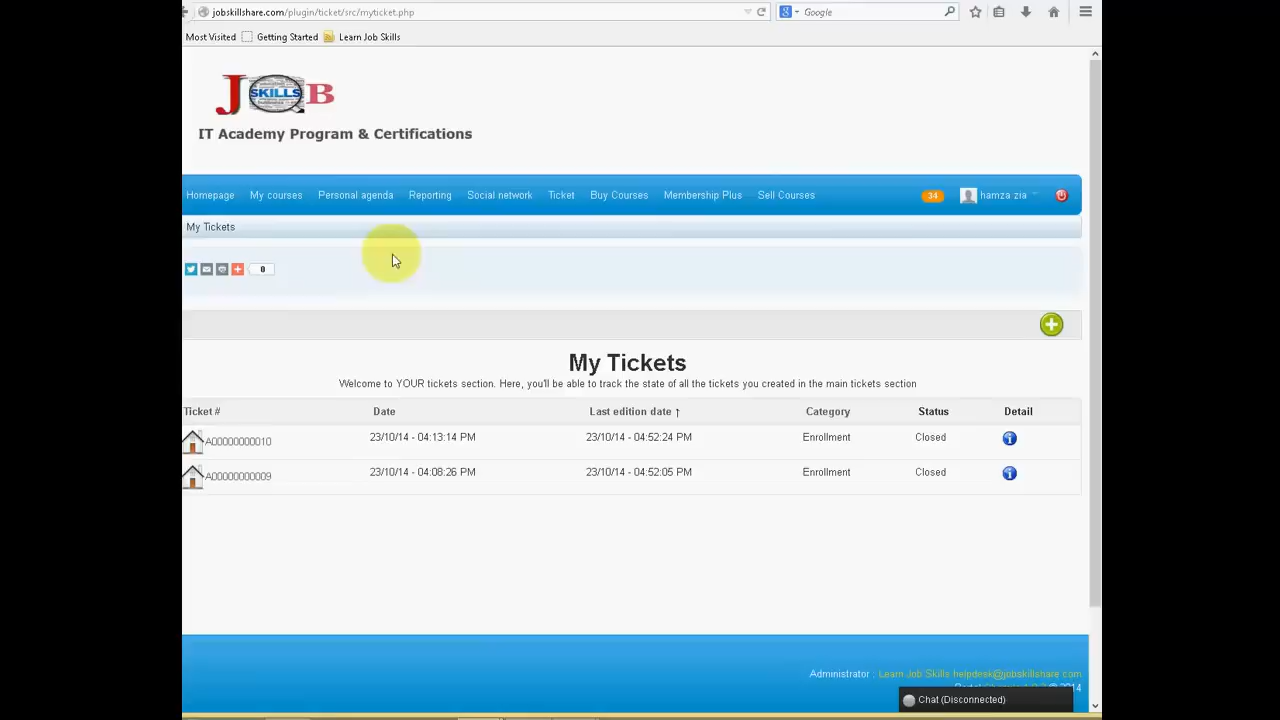 jobskillshare.com/plugin/ticket/src/myticket.php
Google
Most Visited Getting Started Learn Job Skills
JOB
SKILLS
IT Academy Program & Certifications
Homepage My courses Personal agenda Reporting Social network Ticket Buy Courses Membership Plus Sell Courses 34 hamza zia
My Tickets
0
My Tickets
Welcome to YOUR tickets section. Here, you'll be able to track the state of all the tickets you created in the main tickets section
Ticket # Date Last edition date ↑ Category Status Detail
A00000000010 23/10/14 - 04:13:14 PM 23/10/14 - 04:52:24 PM Enrollment Closed
A00000000009 23/10/14 - 04:08:26 PM 23/10/14 - 04:52:05 PM Enrollment Closed
Administrator : Learn Job Skills helpdesk@jobskillshare.com
Chat (Disconnected)